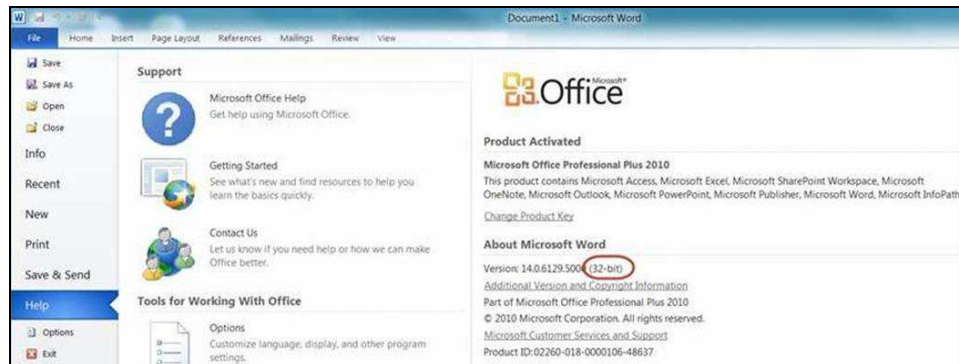 Document1 - Microsoft Word
File Home Insert Page Layout References Mailings Review View
Save
Save As
Open
Close
Info
Recent
New
Print
Save & Send
Help
Options
Exit
Support
Microsoft Office Help
Get help using Microsoft Office.
Getting Started
See what's new and find resources to help you
learn the basics quickly.
Contact Us
Let us know if you need help or how we can make
Office better.
Tools for Working With Office
Options
Customize language, display, and other program
settings.
Microsoft®
Office
Product Activated
Microsoft Office Professional Plus 2010
This product contains Microsoft Access, Microsoft Excel, Microsoft SharePoint Workspace, Microsoft
OneNote, Microsoft Outlook, Microsoft PowerPoint, Microsoft Publisher, Microsoft Word, Microsoft InfoPath
Change Product Key
About Microsoft Word
Version: 14.0.6129.5000 (32-bit)
Additional Version and Copyright Information
Part of Microsoft Office Professional Plus 2010
© 2010 Microsoft Corporation. All rights reserved.
Microsoft Customer Services and Support
Product ID:02260-018-0000106-48637